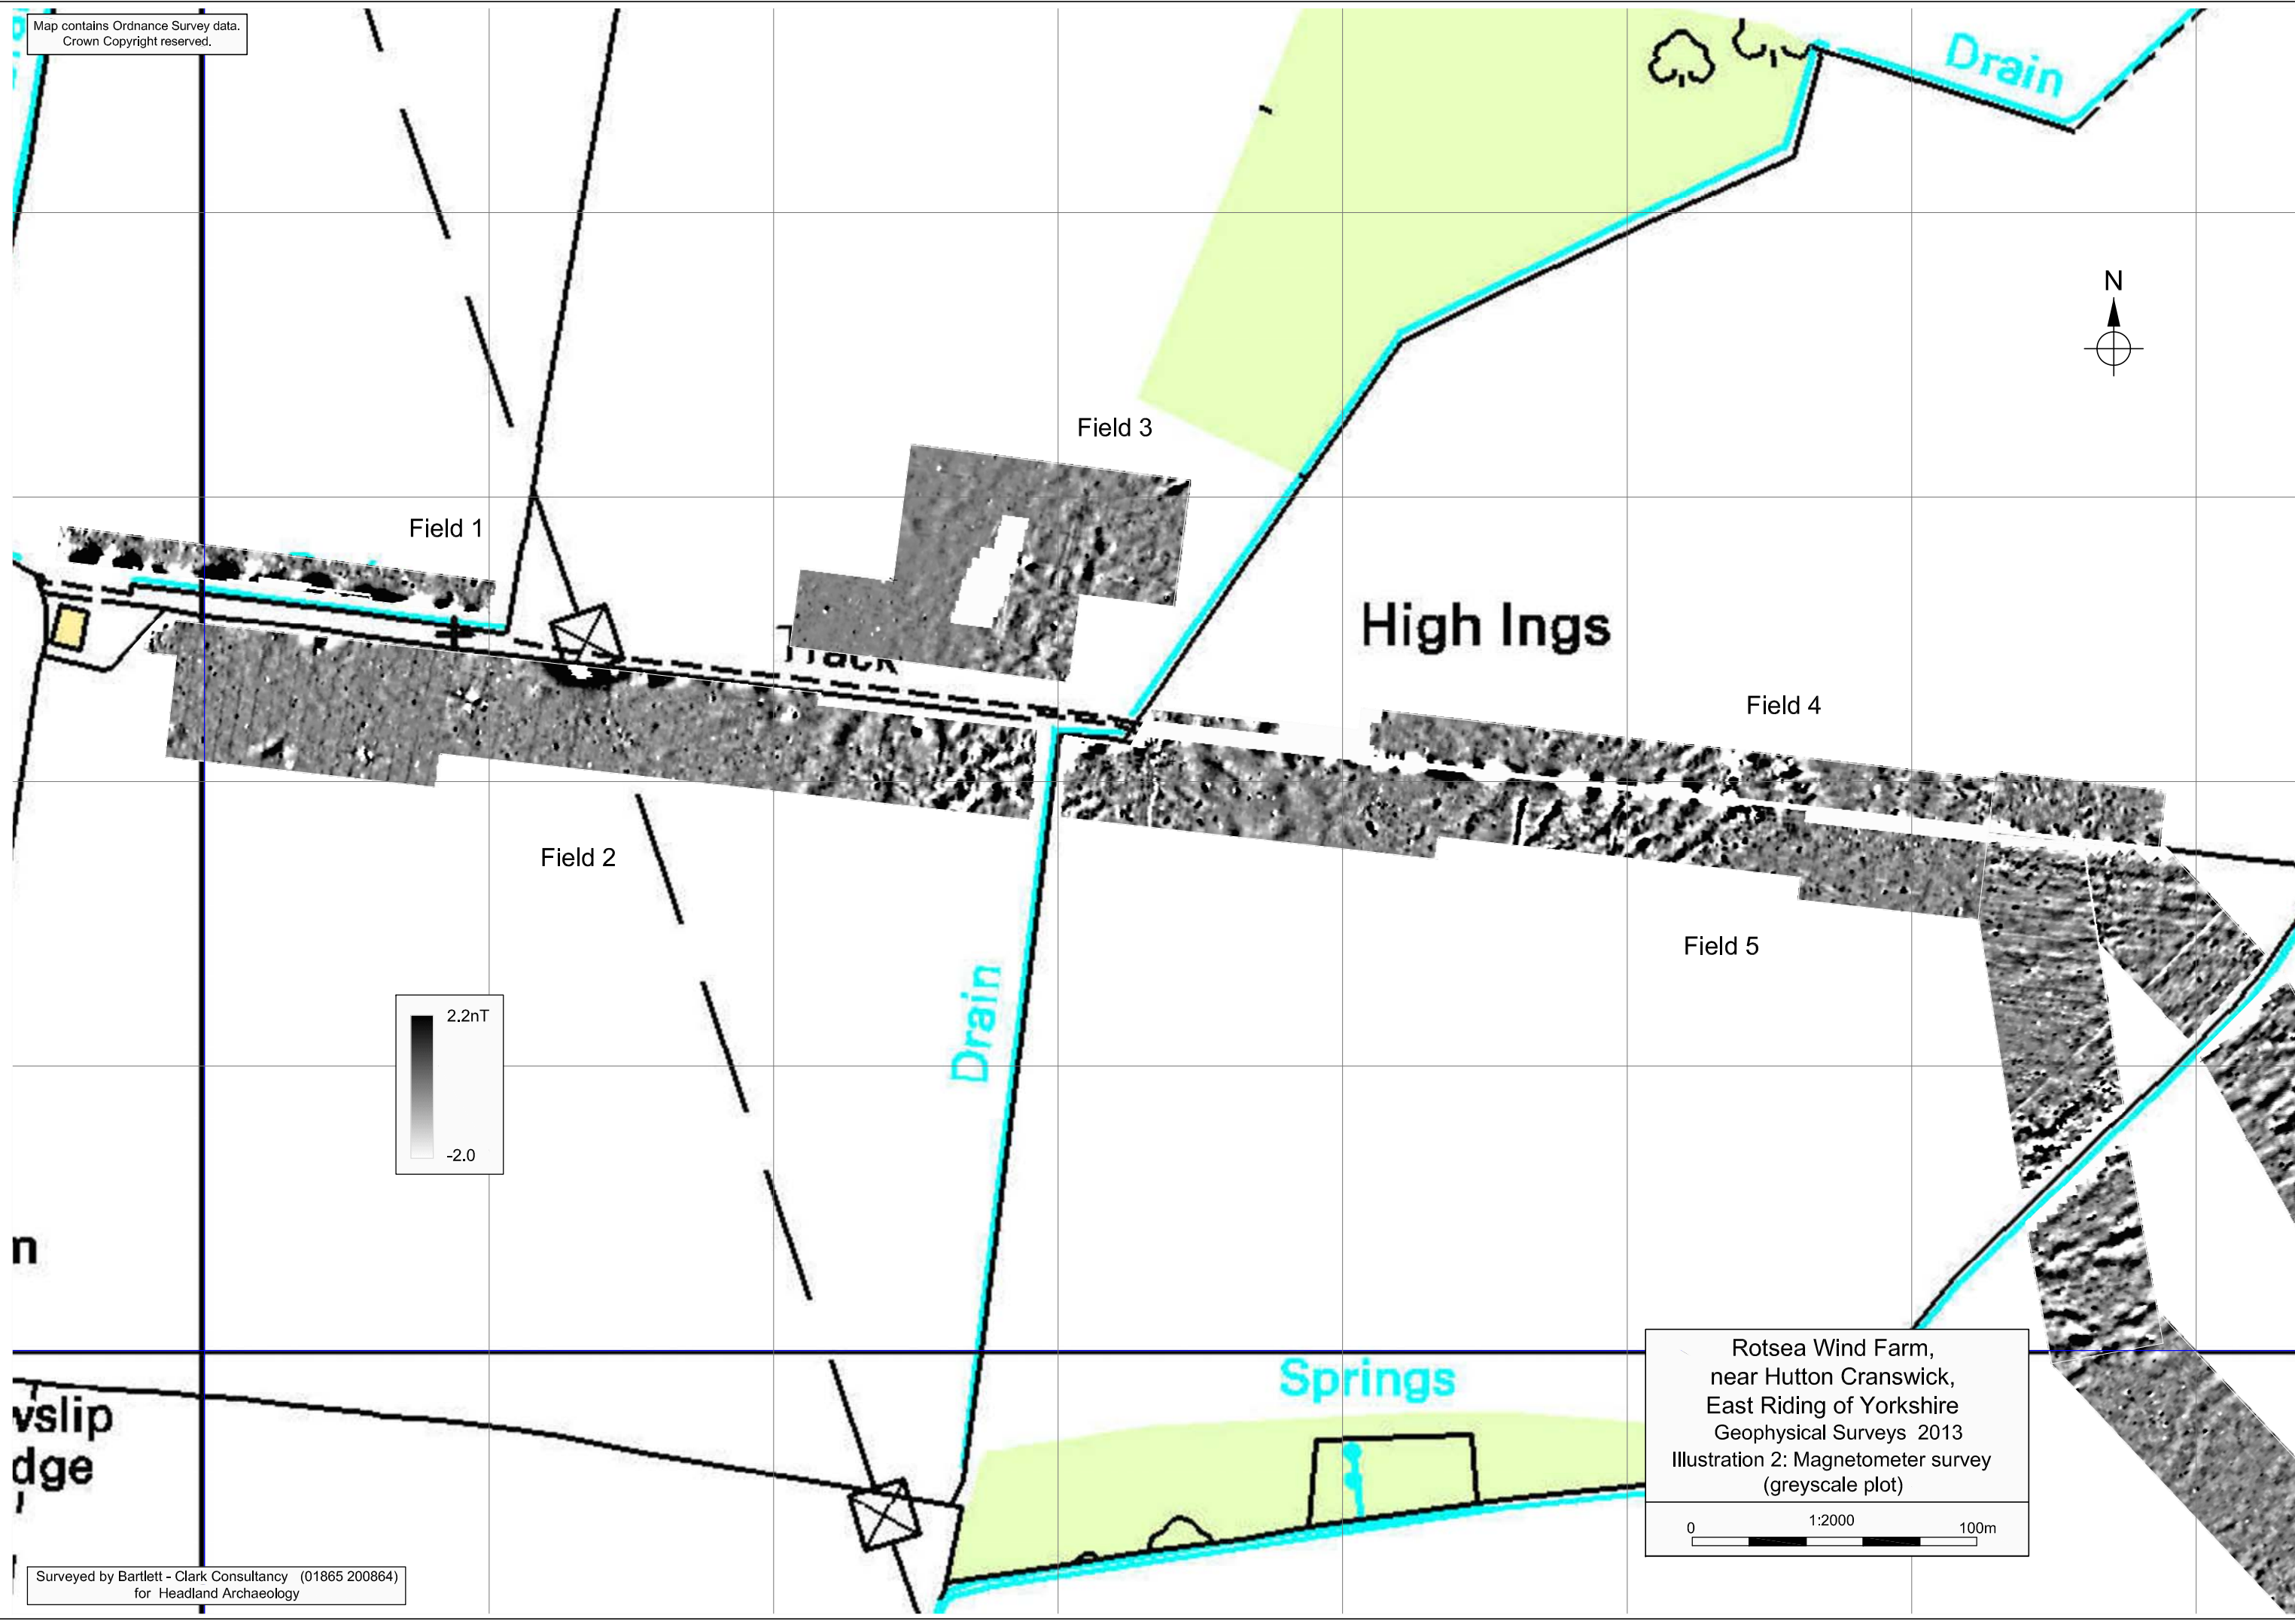 Map contains Ordnance Survey data.
Crown Copyright reserved.
Drain
N
Field 3
Field 1
High Ings
Track
Field 4
Field 2
Field 5
Drain
2.2nT
-2.0
Springs
Rotsea Wind Farm,
near Hutton Cranswick,
East Riding of Yorkshire
Geophysical Surveys 2013
Illustration 2: Magnetometer survey
(greyscale plot)
1:2000
0 100m
Surveyed by Bartlett - Clark Consultancy (01865 200864)
for Headland Archaeology